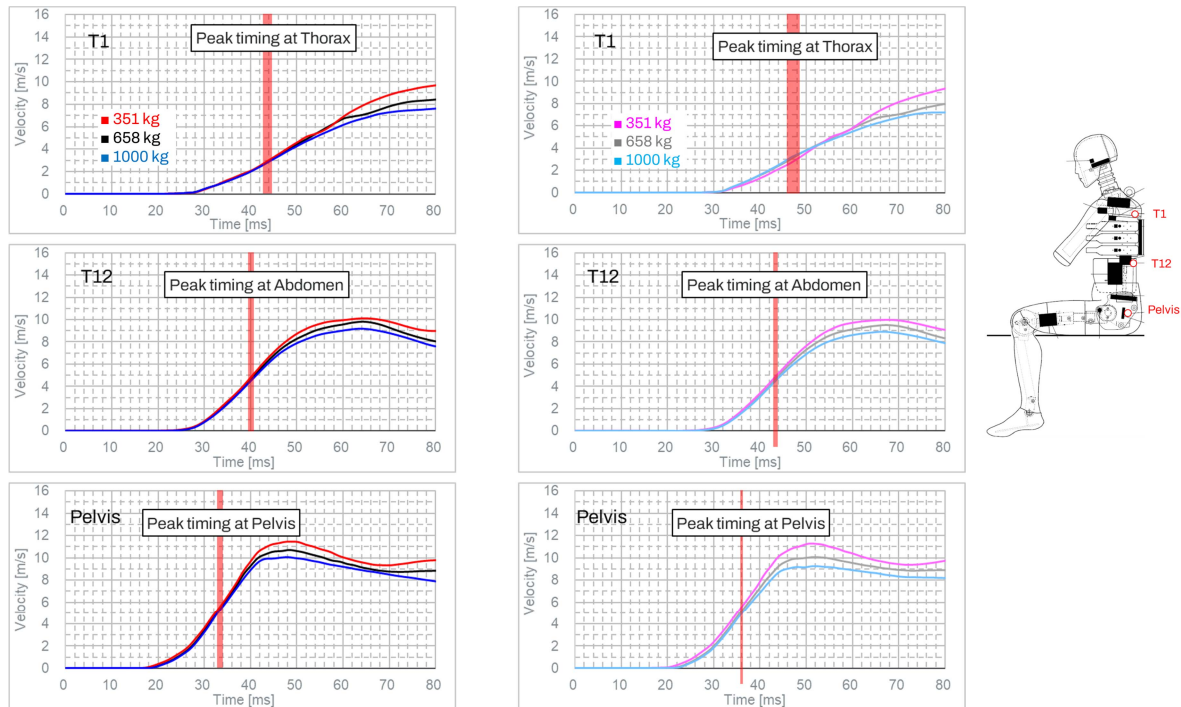 T1
Peak timing at Thorax
Velocity [m/s]
16
14
12
10
8
6
4
2
0
351 kg
658 kg
1000 kg
0 10 20 30 40 50 60 70 80
Time [ms]
T1
Peak timing at Thorax
Velocity [m/s]
16
14
12
10
8
6
4
2
0
351 kg
658 kg
1000 kg
0 10 20 30 40 50 60 70 80
Time [ms]
T12
Peak timing at Abdomen
Velocity [m/s]
16
14
12
10
8
6
4
2
0
0 10 20 30 40 50 60 70 80
Time [ms]
T12
Peak timing at Abdomen
Velocity [m/s]
16
14
12
10
8
6
4
2
0
0 10 20 30 40 50 60 70 80
Time [ms]
Pelvis
Peak timing at Pelvis
Velocity [m/s]
16
14
12
10
8
6
4
2
0
0 10 20 30 40 50 60 70 80
Time [ms]
Pelvis
Peak timing at Pelvis
Velocity [m/s]
16
14
12
10
8
6
4
2
0
0 10 20 30 40 50 60 70 80
Time [ms]
T1
T12
Pelvis